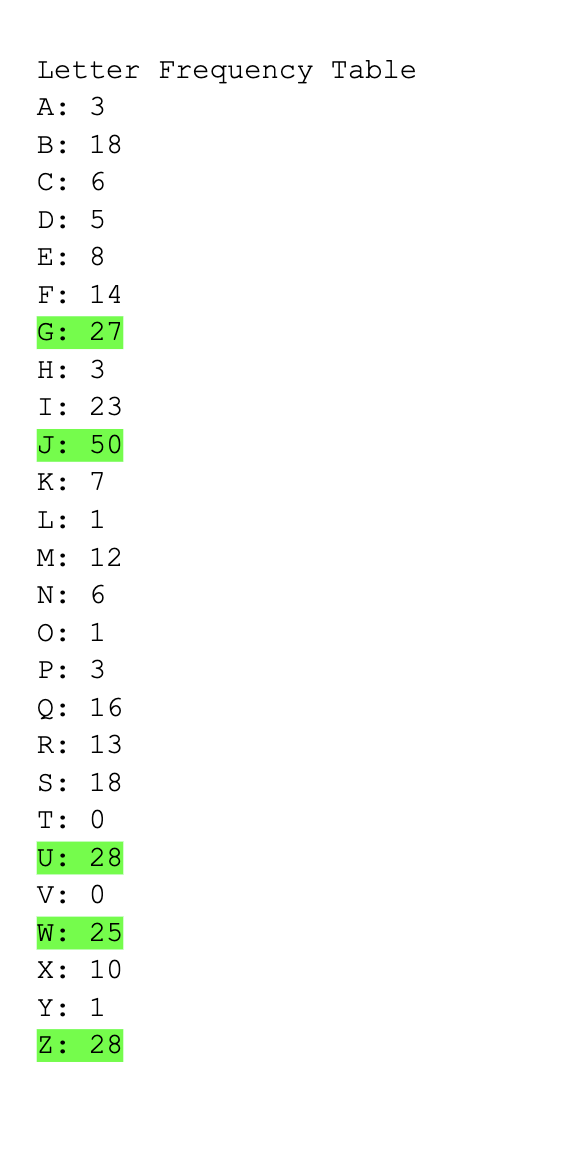 Letter Frequency Table
A: 3
B: 18
C: 6
D: 5
E: 8
F: 14
G: 27
H: 3
I: 23
J: 50
K: 7
L: 1
M: 12
N: 6
O: 1
P: 3
Q: 16
R: 13
S: 18
T: 0
U: 28
V: 0
W: 25
X: 10
Y: 1
Z: 28